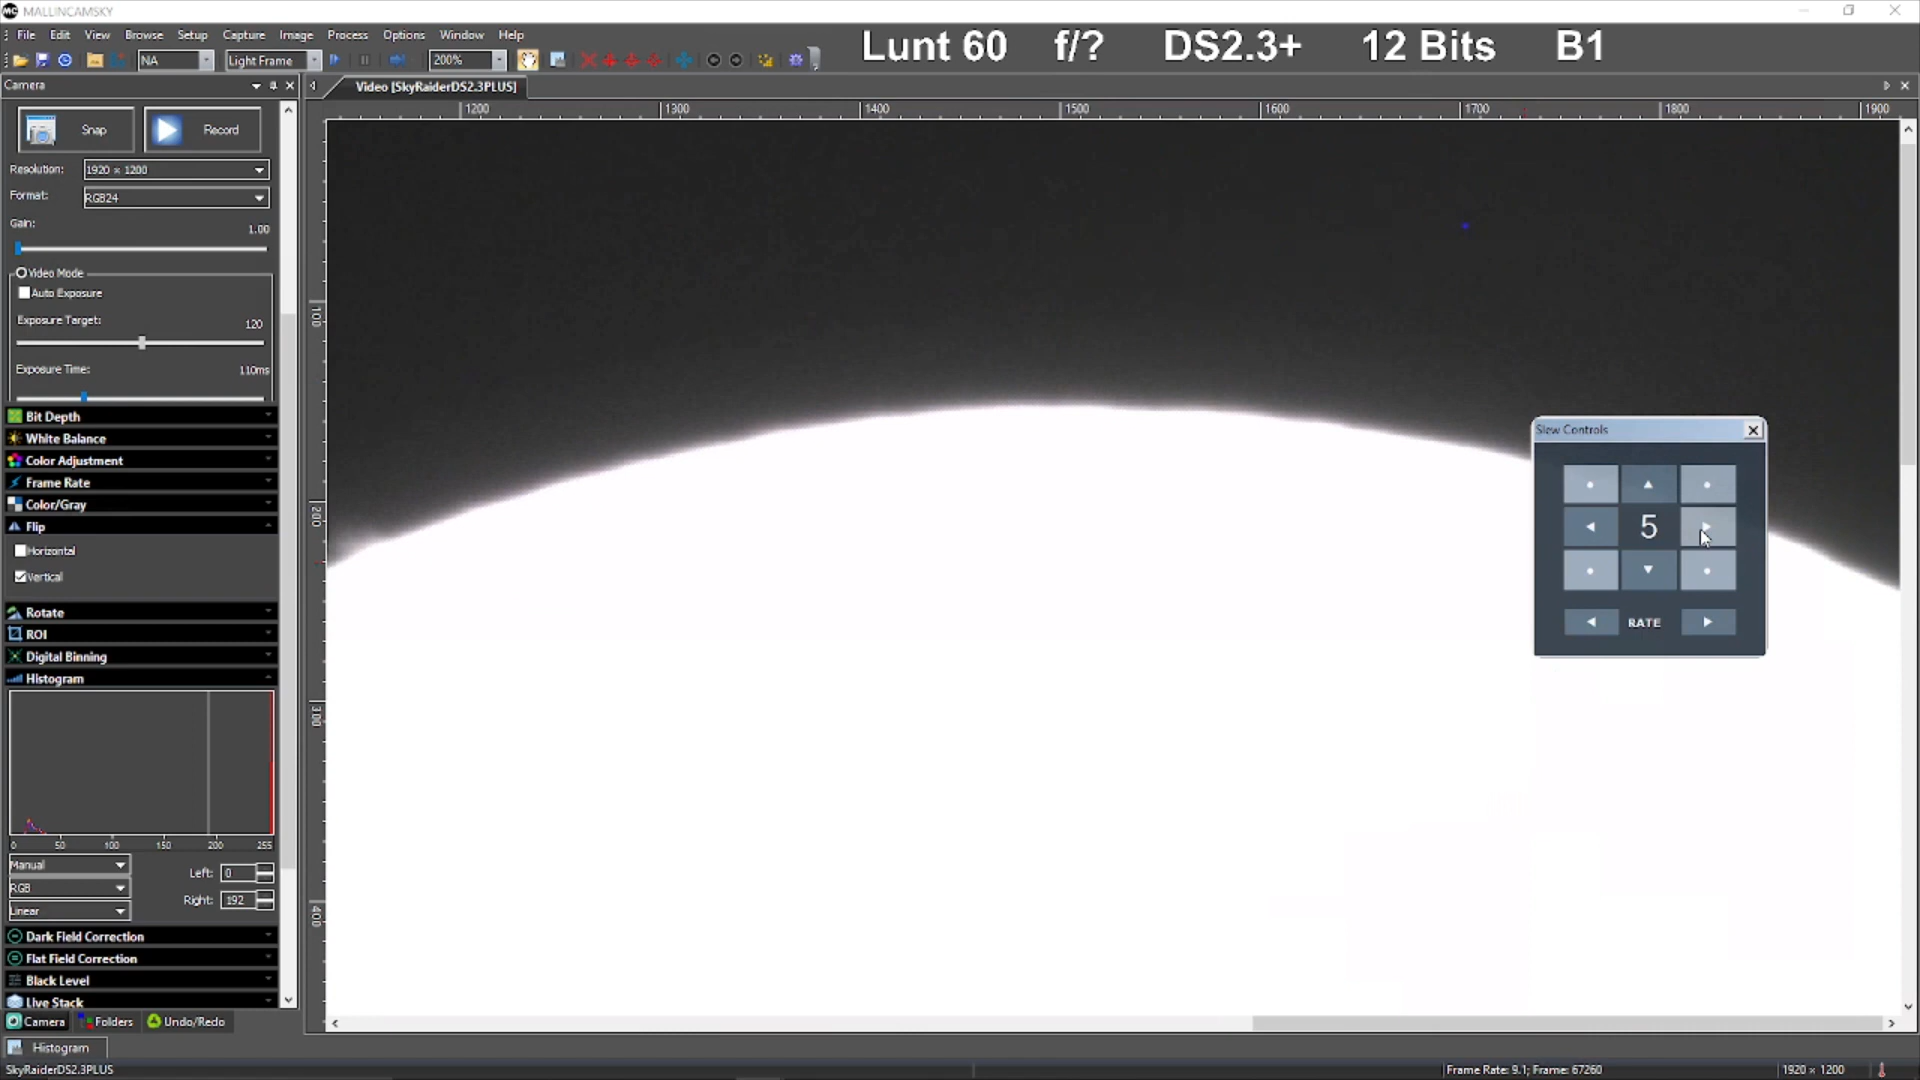 MALLINCAMSKY
File Edit View Browse Setup Capture Image Process Options Window Help
NA Light Frame 200%
Lunt 60 f/? DS2.3+ 12 Bits B1
Camera
Video [SkyRaiderDS2.3PLUS]
1200 1300 1400 1500 1600 1700 1800 1900
Snap Record
Resolution: 1920 × 1200
Format: RGB24
Gain: 1.00
Video Mode
Auto Exposure
Exposure Target: 120
Exposure Time: 110ms
Bit Depth
White Balance
Color Adjustment
Frame Rate
Color/Gray
Flip
Horizontal
Vertical
Rotate
ROI
Digital Binning
Histogram
0 50 100 150 200 255
Manual
RGB
Linear
Left: 0
Right: 192
Dark Field Correction
Flat Field Correction
Black Level
Live Stack
Camera Folders Undo/Redo
Histogram
100
200
300
400
Slew Controls
5
RATE
SkyRaiderDS2.3PLUS
Frame Rate: 9.1; Frame: 67260
1920 × 1200